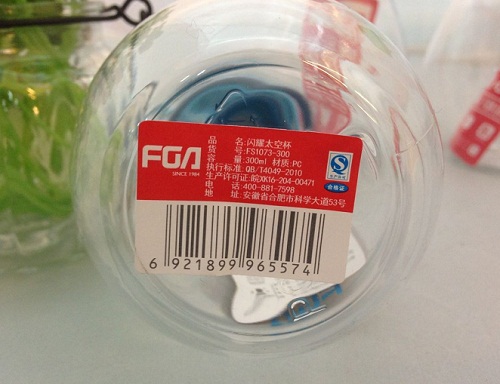 FGA
SINCE 1984
品 名:闪耀太空杯
货 号:FS1073-300
容 量:300ml 材质:PC
执行标准:QB/T4049-2010
生产许可证:皖XK16-204-00471
电 话:400-881-7598
地 址:安徽省合肥市科学大道53号
合格证
6 921899 965574